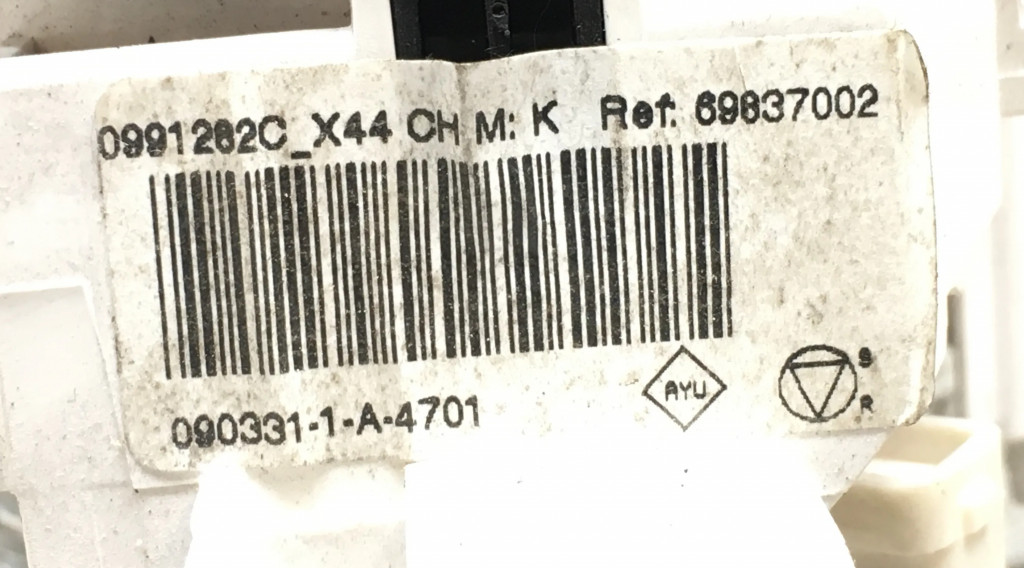 0991282C_X44 CH M: K Ref: 69837002
090331-1-A-4701
AYU
S
R